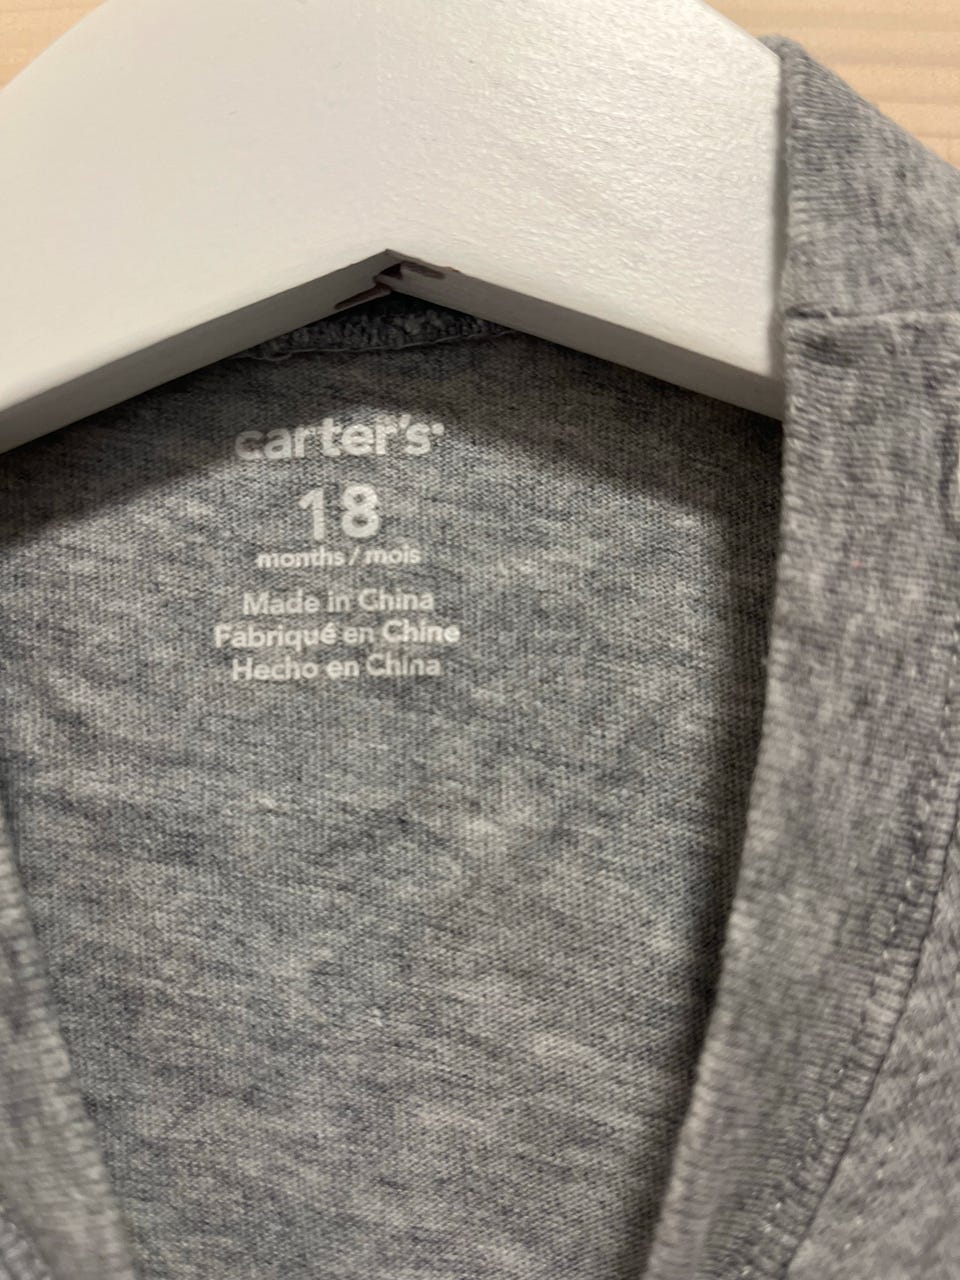 carter's
18
months / mois
Made in China
Fabriqué en Chine
Hecho en China